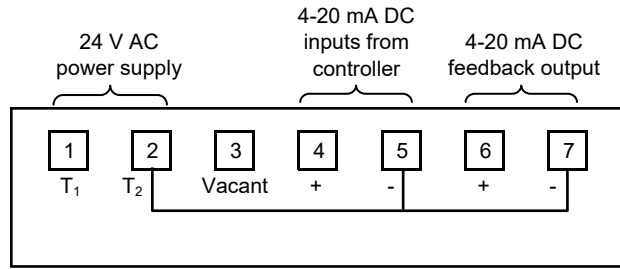 24 V AC
power supply
4-20 mA DC
inputs from
controller
4-20 mA DC
feedback output
1 2 3 4 5 6 7
T₁ T₂ Vacant + - + -